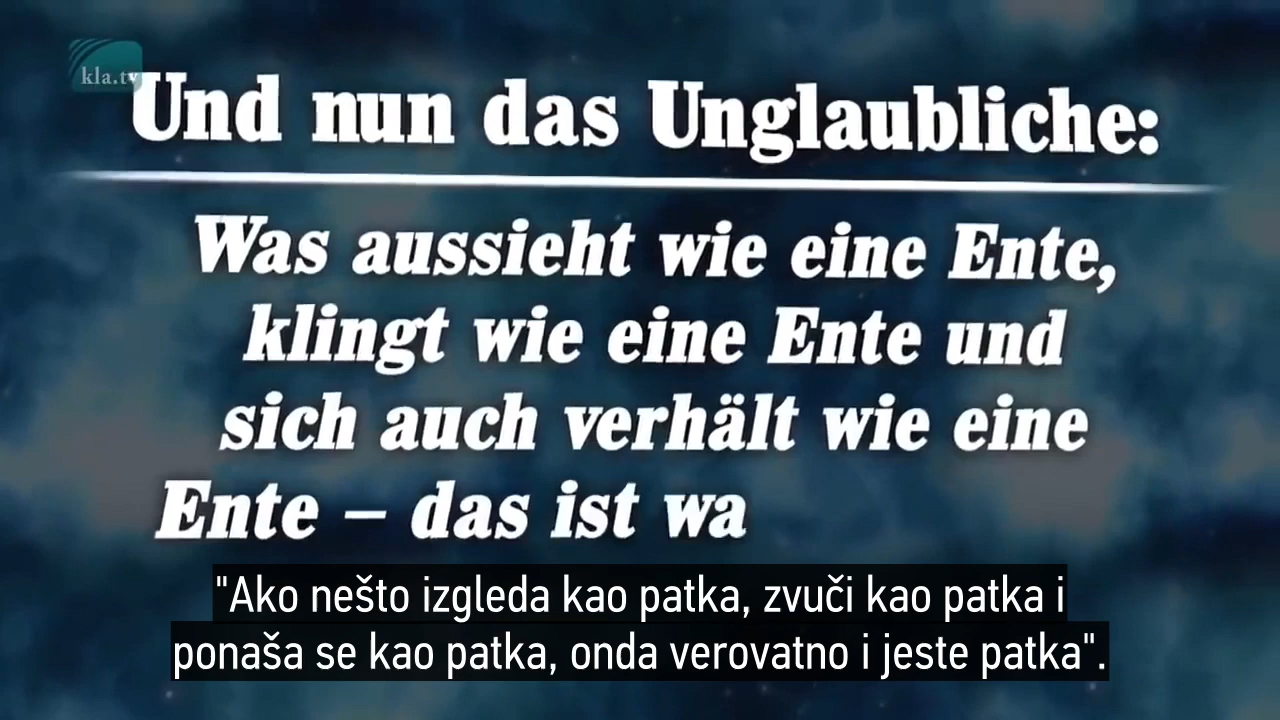 kla.tv
Und nun das Unglaubliche:
Was aussieht wie eine Ente,
klingt wie eine Ente und
sich auch verhält wie eine
Ente – das ist wa
"Ako nešto izgleda kao patka, zvuči kao patka i
ponaša se kao patka, onda verovatno i jeste patka".